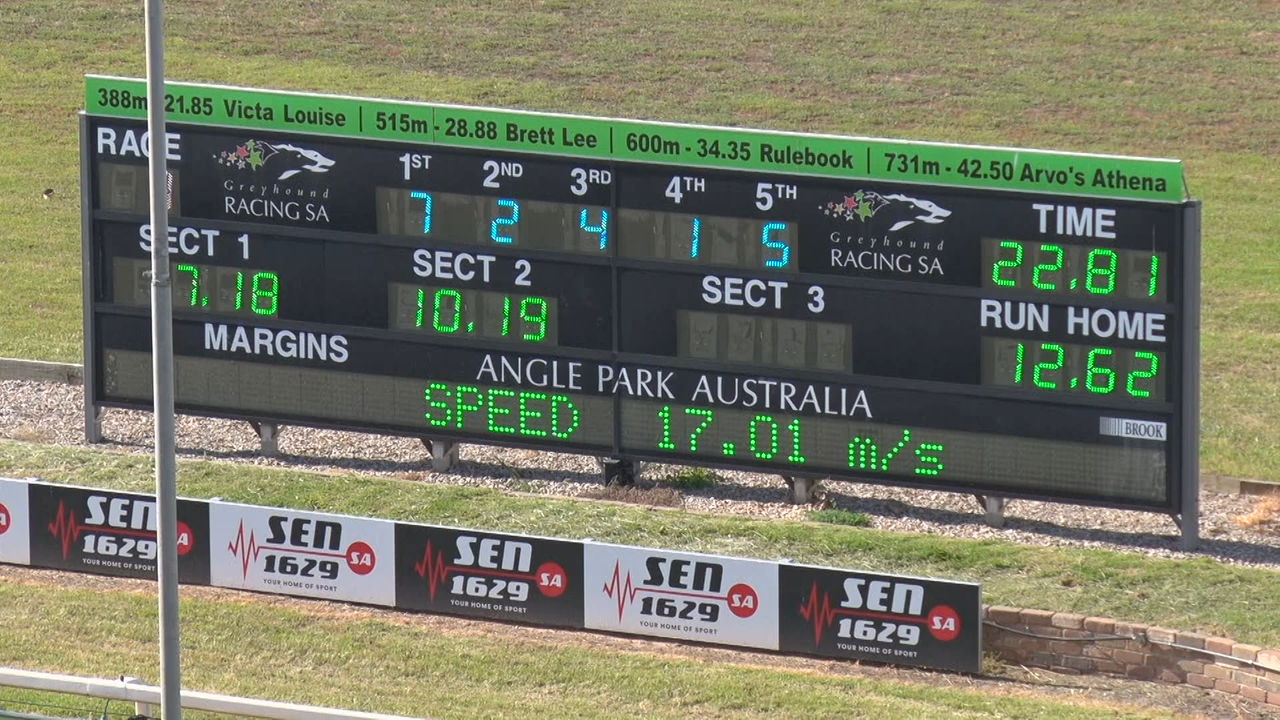 388m 21.85 Victa Louise | 515m - 28.88 Brett Lee | 600m - 34.35 Rulebook | 731m - 42.50 Arvo's Athena
RACE
Greyhound
RACING SA
1ST 2ND 3RD 4TH 5TH
7 2 4 1 5
Greyhound
RACING SA
TIME
22.81
SECT 1
7.18
SECT 2
10.19
SECT 3
RUN HOME
12.62
MARGINS
ANGLE PARK AUSTRALIA
SPEED 17.01 m/s
BROOK
SEN
1629
SA
YOUR HOME OF SPORT
SEN
1629
SA
YOUR HOME OF SPORT
SEN
1629
SA
YOUR HOME OF SPORT
SEN
1629
SA
YOUR HOME OF SPORT
SEN
1629
SA
YOUR HOME OF SPORT